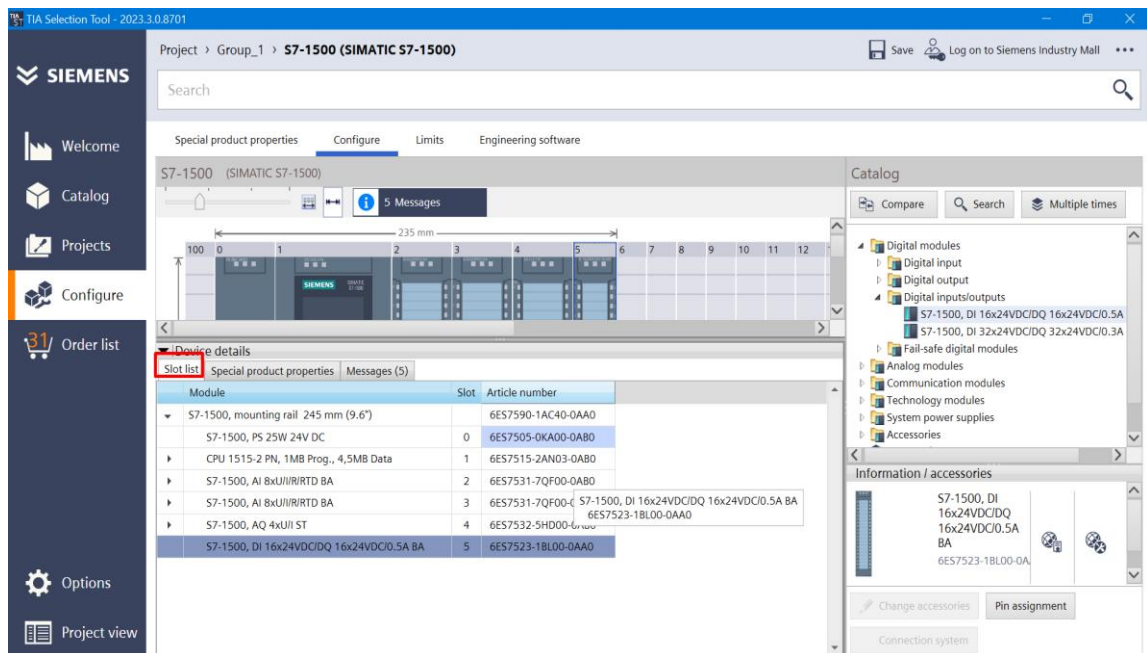 TIA Selection Tool - 2023.3.0.8701
Project › Group_1 › S7-1500 (SIMATIC S7-1500)
Save
Log on to Siemens Industry Mall
SIEMENS
Search
Welcome
Catalog
Projects
Configure
31
Order list
Options
Project view
Special product properties
Configure
Limits
Engineering software
S7-1500 (SIMATIC S7-1500)
5 Messages
235 mm
100 0 1 2 3 4 5 6 7 8 9 10 11 12
SIEMENS
Device details
Slot list
Special product properties
Messages (5)
Module Slot Article number
S7-1500, mounting rail 245 mm (9.6") 6ES7590-1AC40-0AA0
S7-1500, PS 25W 24V DC 0 6ES7505-0KA00-0AB0
CPU 1515-2 PN, 1MB Prog., 4,5MB Data 1 6ES7515-2AN03-0AB0
S7-1500, AI 8xU/I/R/RTD BA 2 6ES7531-7QF00-0AB0
S7-1500, AI 8xU/I/R/RTD BA 3 6ES7531-7QF00-
S7-1500, AQ 4xU/I ST 4 6ES7532-5HD00-0AB0
S7-1500, DI 16x24VDC/DQ 16x24VDC/0.5A BA 5 6ES7523-1BL00-0AA0
S7-1500, DI 16x24VDC/DQ 16x24VDC/0.5A BA
6ES7523-1BL00-0AA0
Catalog
Compare
Search
Multiple times
Digital modules
Digital input
Digital output
Digital inputs/outputs
S7-1500, DI 16x24VDC/DQ 16x24VDC/0.5A
S7-1500, DI 32x24VDC/DQ 32x24VDC/0.3A
Fail-safe digital modules
Analog modules
Communication modules
Technology modules
System power supplies
Accessories
Information / accessories
S7-1500, DI
16x24VDC/DQ
16x24VDC/0.5A
BA
6ES7523-1BL00-0A
Change accessories
Pin assignment
Connection system